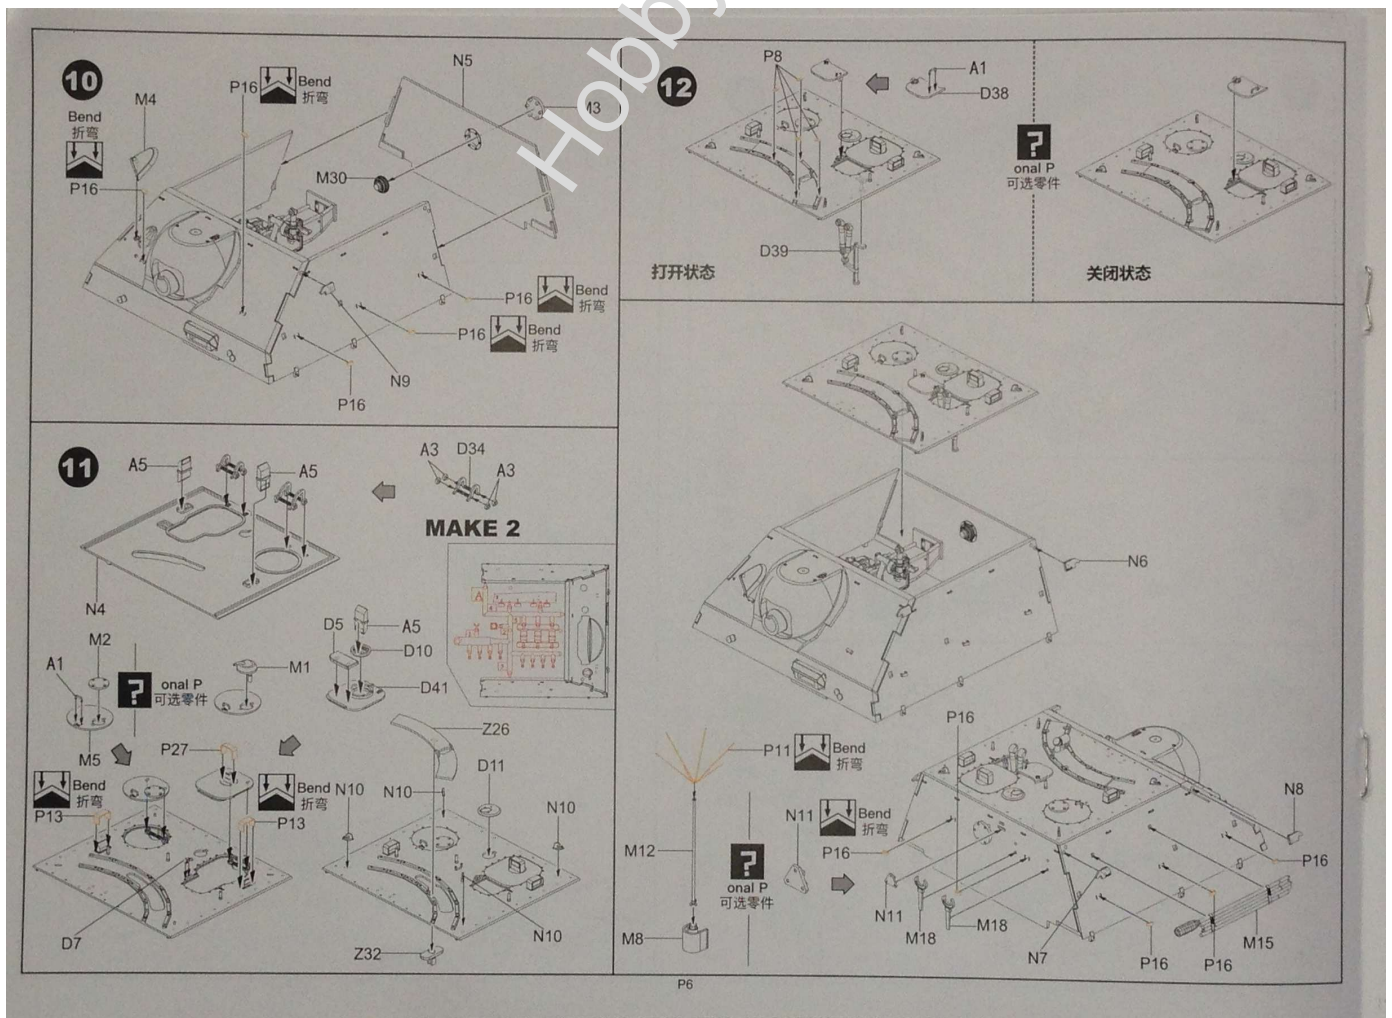 10
M4
Bend
折弯
P16
P16
Bend
折弯
N5
M3
M30
P16
Bend
折弯
P16
Bend
折弯
N9
P16
Hobby
12
P8
A1
D38
D39
打开状态
?
onal P
可选零件
关闭状态
11
A5
A5
A3
D34
A3
MAKE 2
N4
A
M2
A1
?
onal P
可选零件
M1
M5
D5
A5
D10
D41
Z26
P27
Bend
折弯
P13
Bend
折弯
P13
D7
N10
N10
D11
N10
N10
Z32
N6
P16
P11
Bend
折弯
M12
M8
?
onal P
可选零件
N11
Bend
折弯
P16
N11
M18
M18
N7
P16
P16
M15
P16
N8
P6